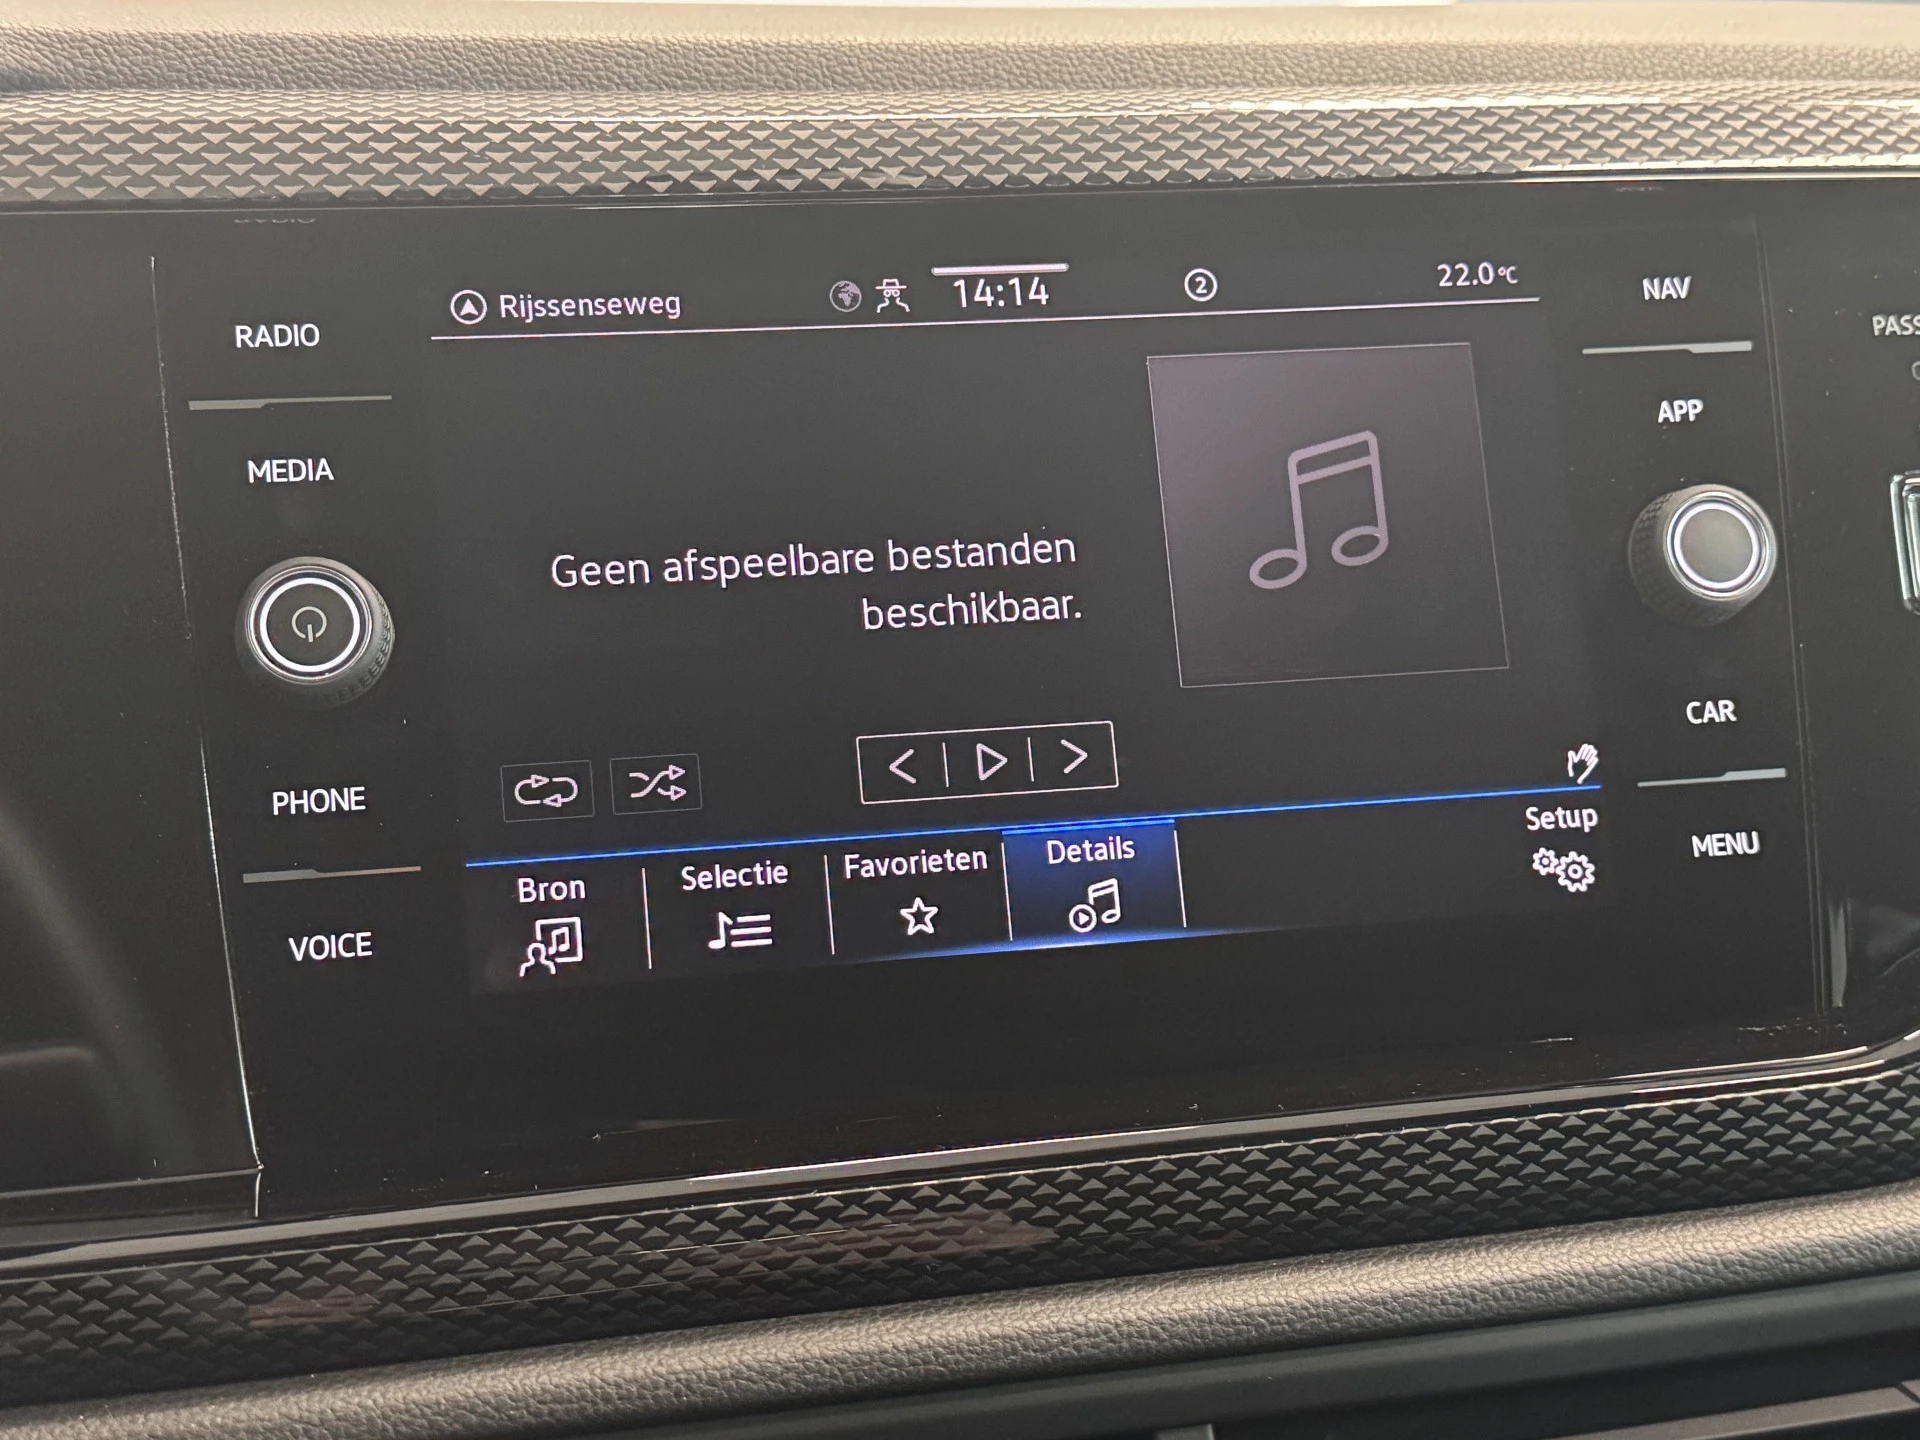 RADIO
MEDIA
PHONE
VOICE
Rijssenseweg
14:14
2
22.0°C
Geen afspeelbare bestanden
beschikbaar.
Bron
Selectie
Favorieten
Details
Setup
NAV
APP
CAR
MENU
PASS